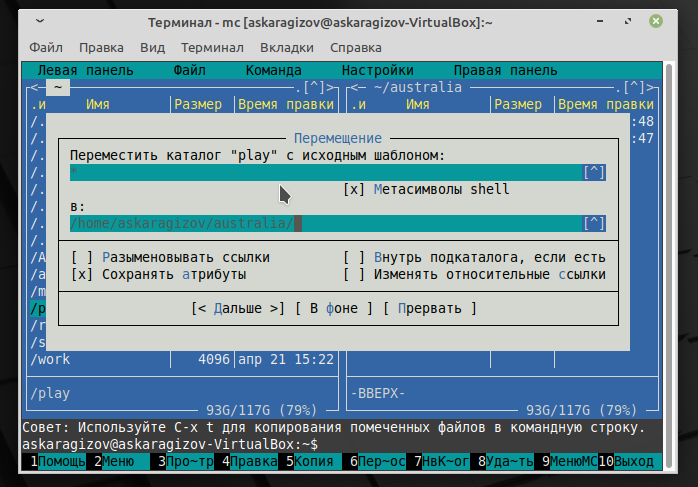 Терминал - mc [askaragizov@askaragizov-VirtualBox]:~
Файл Правка Вид Терминал Вкладки Справка
Левая панель Файл Команда Настройки Правая панель
<─ ~ .[^]> <─ ~/australia .[^]>
.и Имя Размер Время правки .и Имя Размер Время правки
/. :48
/. :47
Перемещение
Переместить каталог "play" с исходным шаблоном:
* [^]
[x] Метасимволы shell
в:
/home/askaragizov/australia/ [^]
/.
/.
/.
/.
/.
/.
/A
/a
/m
/p
/r
/s
[ ] Разыменовывать ссылки [ ] Внутрь подкаталога, если есть
[x] Сохранять атрибуты [ ] Изменять относительные ссылки
[< Дальше >] [ В фоне ] [ Прервать ]
/work 4096 апр 21 15:22
/play -ВВЕРХ-
93G/117G (79%) 93G/117G (79%)
Совет: Используйте C-x t для копирования помеченных файлов в командную строку.
askaragizov@askaragizov-VirtualBox:~$
1Помощь 2Меню 3Про~тр 4Правка 5Копия 6Пер~ос 7НвК~ог 8Уда~ть 9МенюМС 10Выход